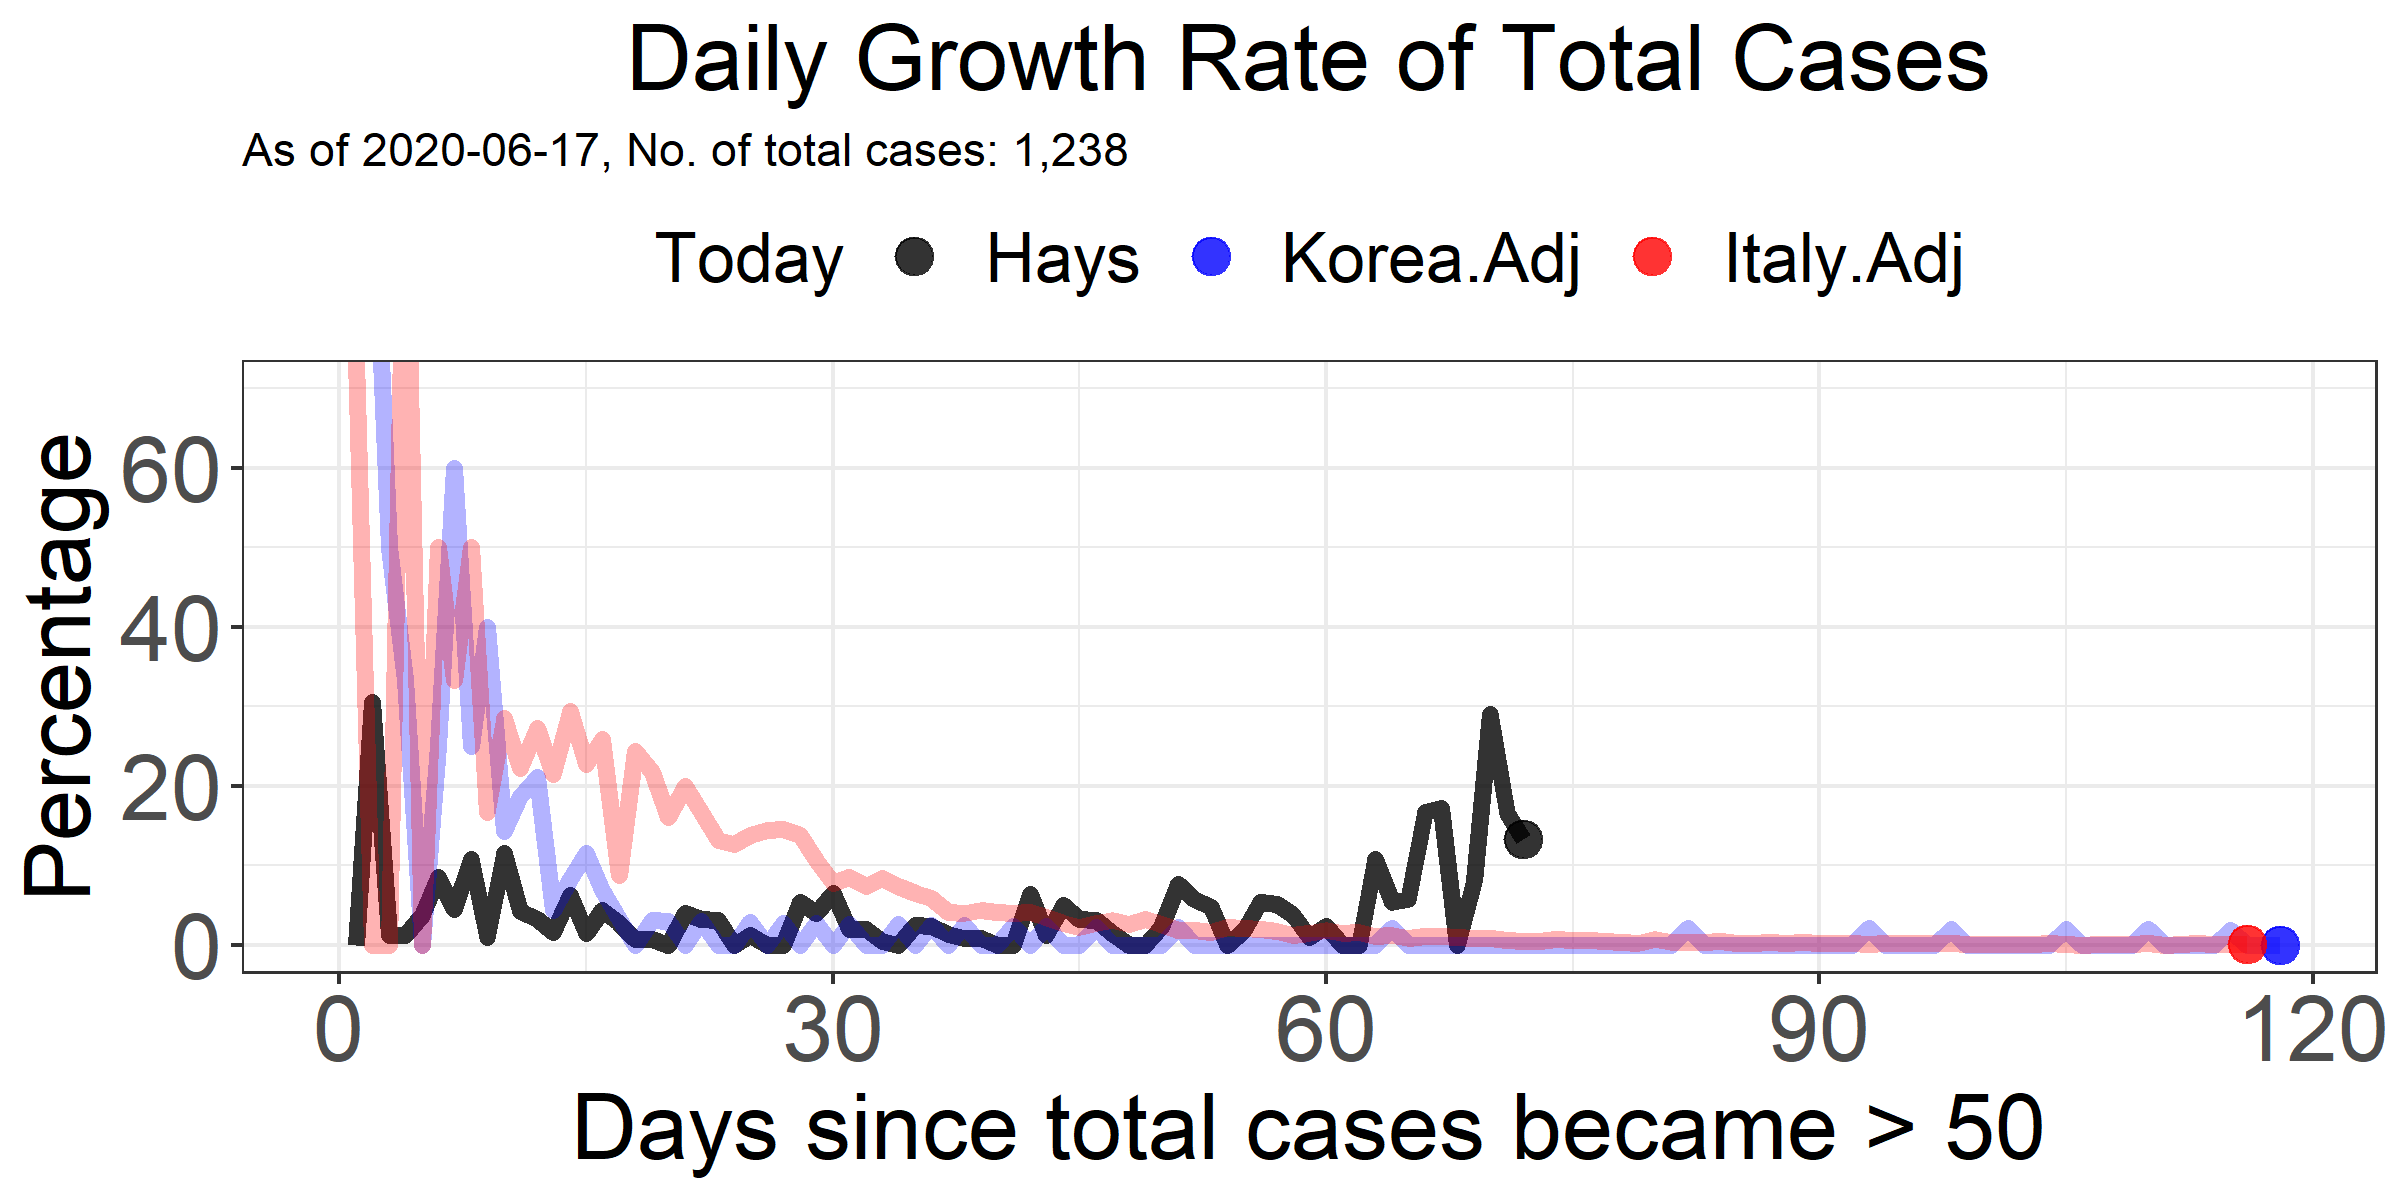 Daily Growth Rate of Total Cases
As of 2020-06-17, No. of total cases: 1,238
Today Hays Korea.Adj Italy.Adj
Percentage
60
40
20
0
0 30 60 90 120
Days since total cases became > 50